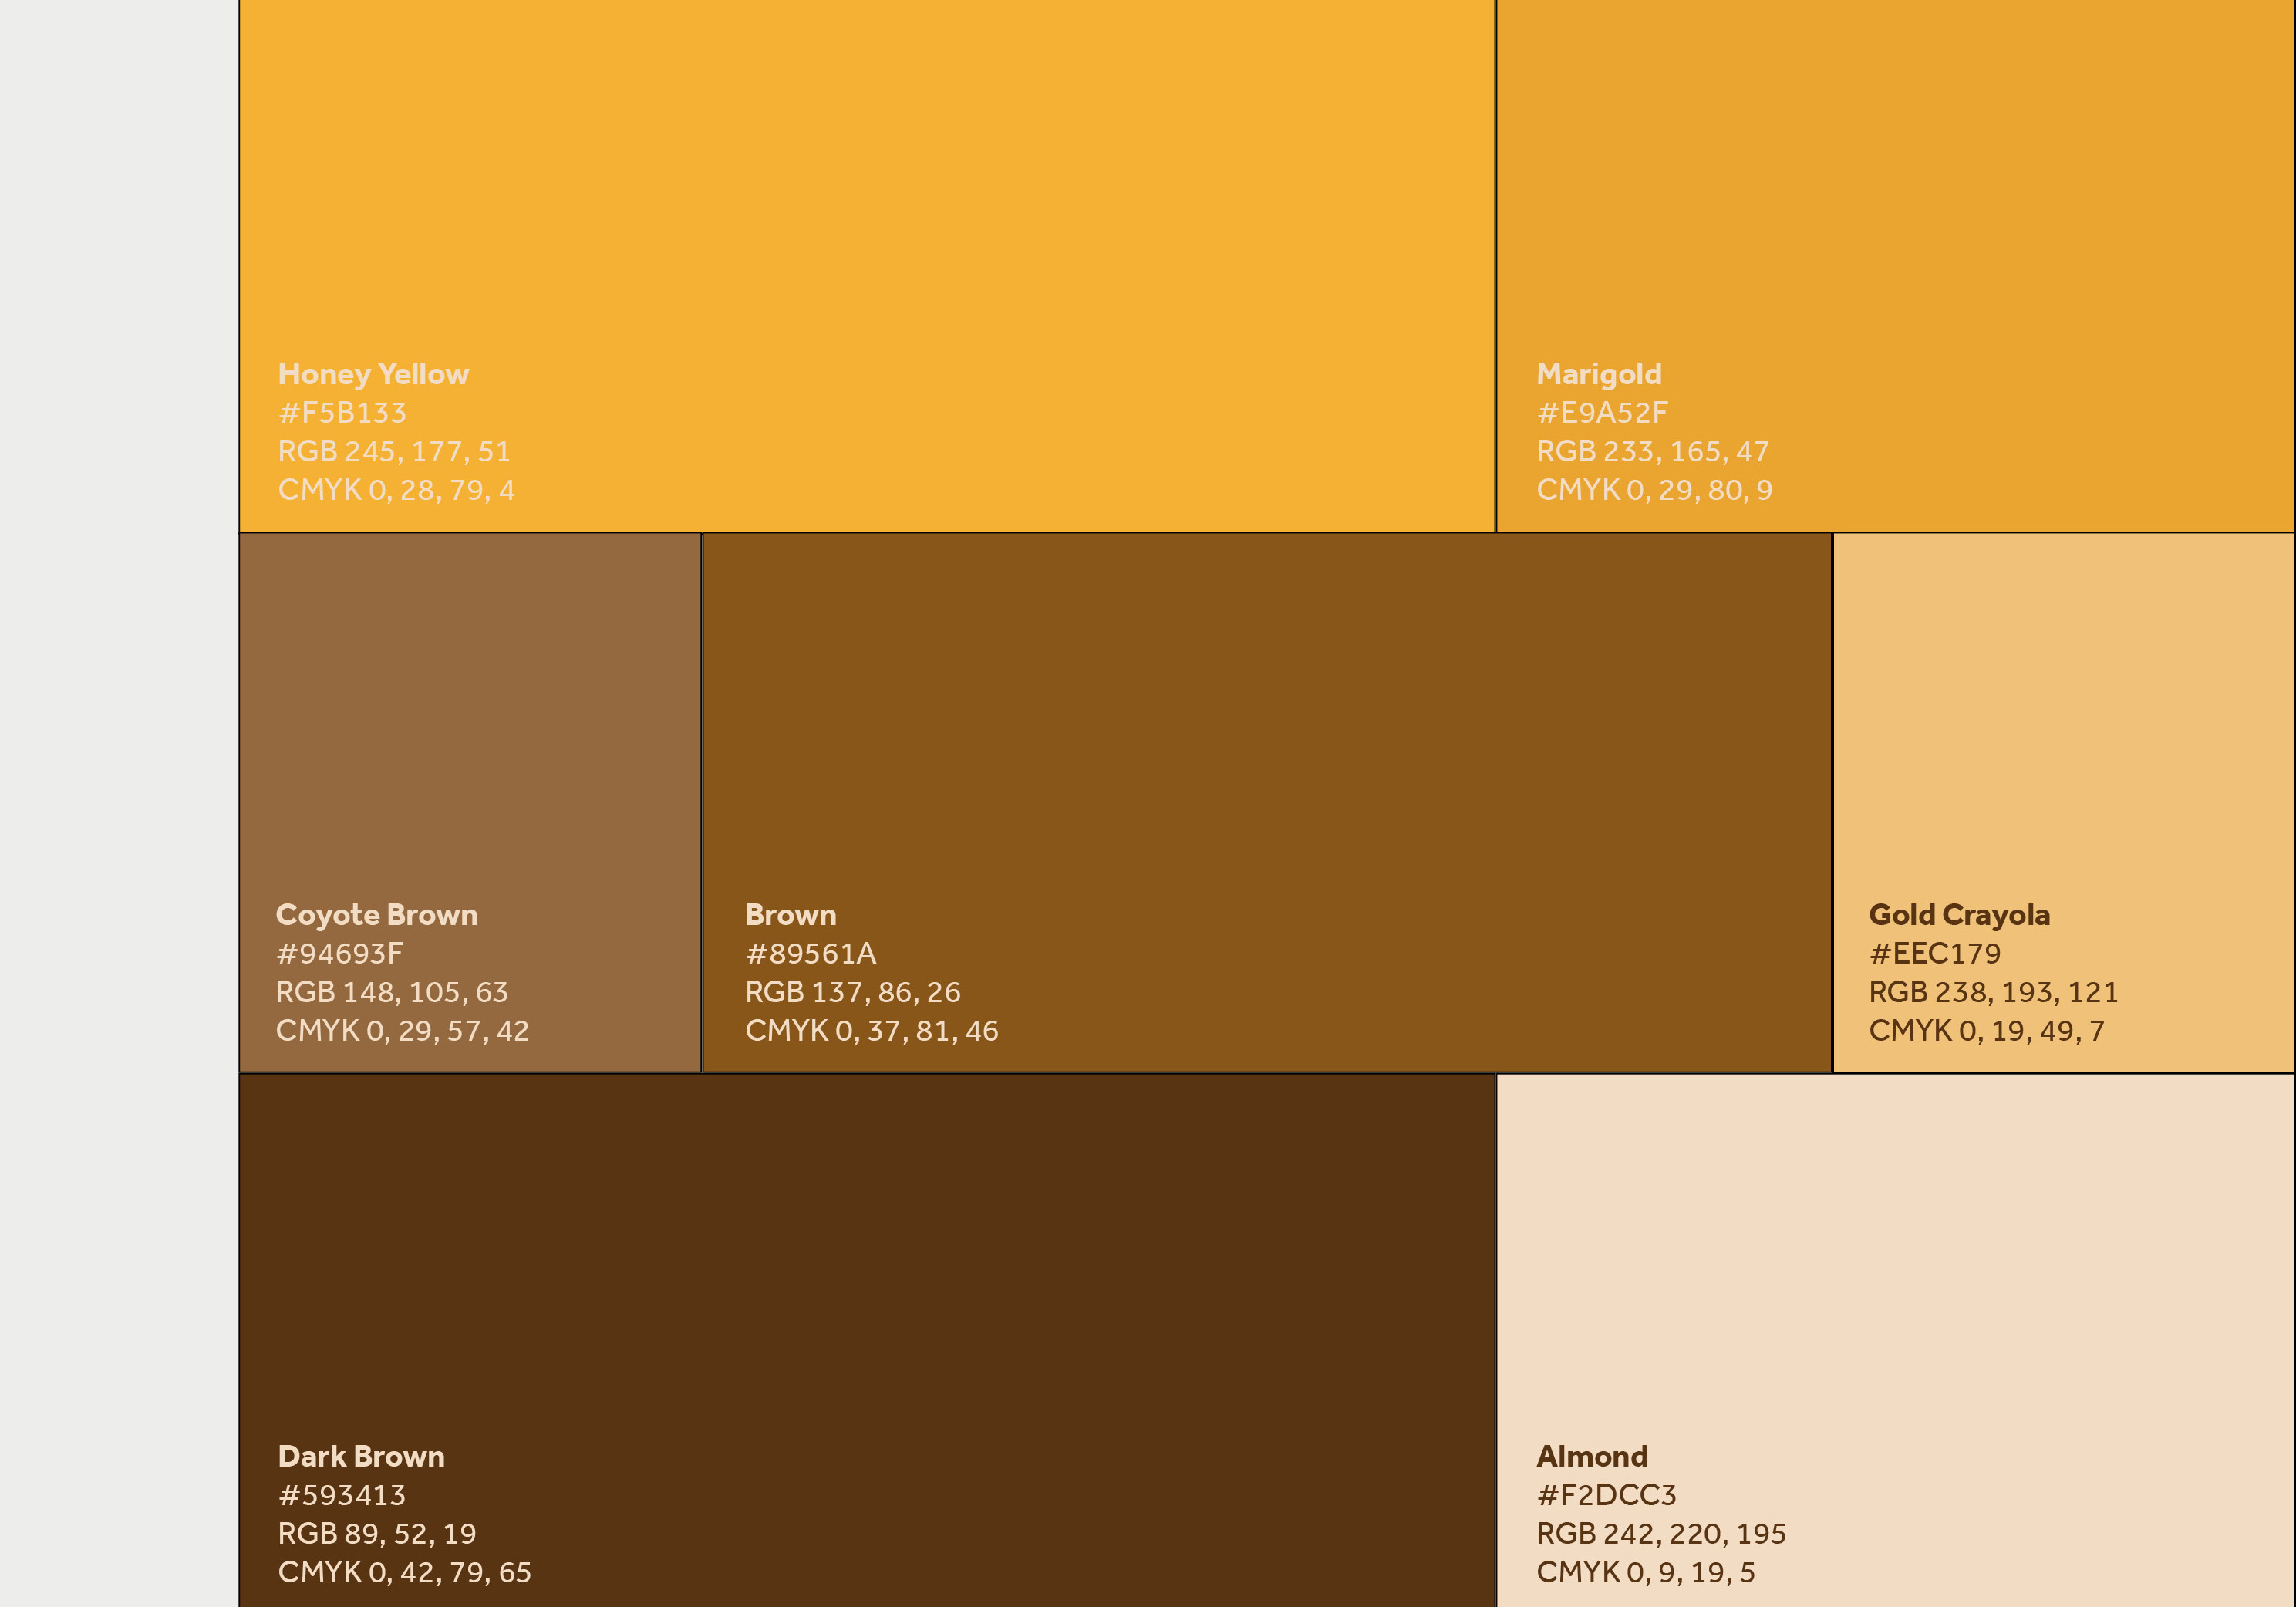 Honey Yellow
#F5B133
RGB 245, 177, 51
CMYK 0, 28, 79, 4
Marigold
#E9A52F
RGB 233, 165, 47
CMYK 0, 29, 80, 9
Coyote Brown
#94693F
RGB 148, 105, 63
CMYK 0, 29, 57, 42
Brown
#89561A
RGB 137, 86, 26
CMYK 0, 37, 81, 46
Gold Crayola
#EEC179
RGB 238, 193, 121
CMYK 0, 19, 49, 7
Dark Brown
#593413
RGB 89, 52, 19
CMYK 0, 42, 79, 65
Almond
#F2DCC3
RGB 242, 220, 195
CMYK 0, 9, 19, 5